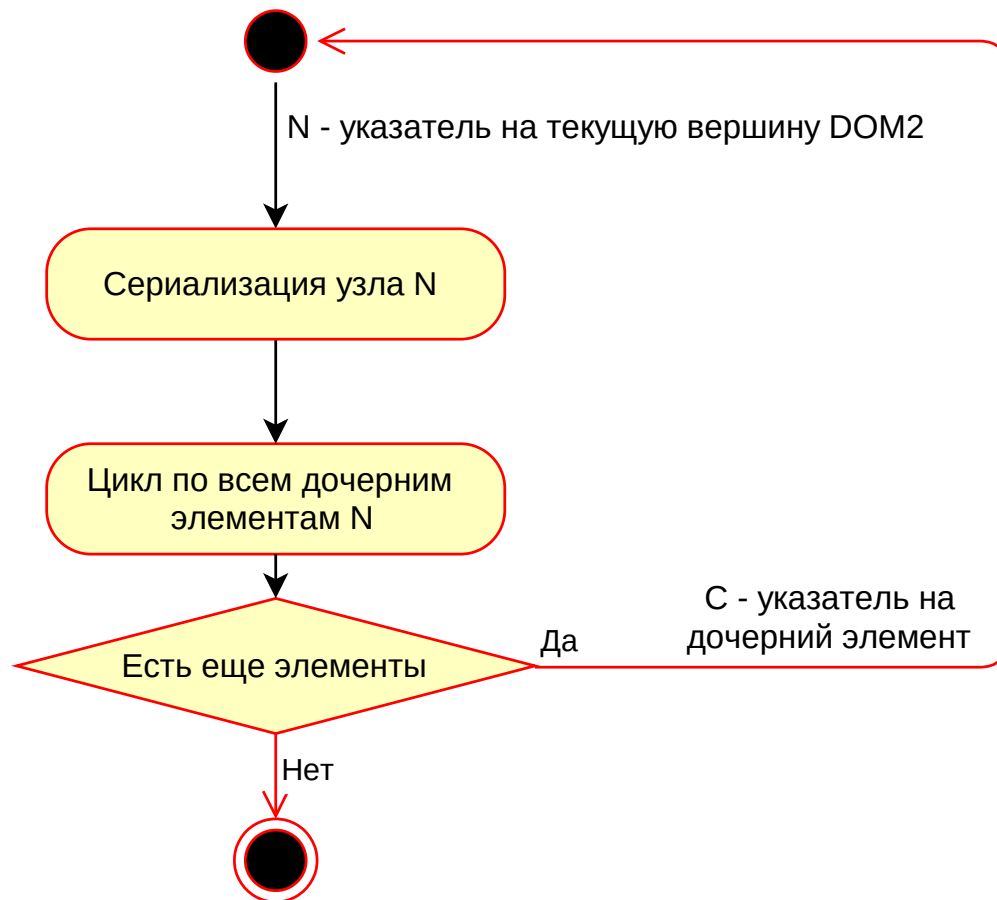 N - указатель на текущую вершину DOM2
Сериализация узла N
Цикл по всем дочерним
элементам N
С - указатель на
дочерний элемент
Да
Есть еще элементы
Нет